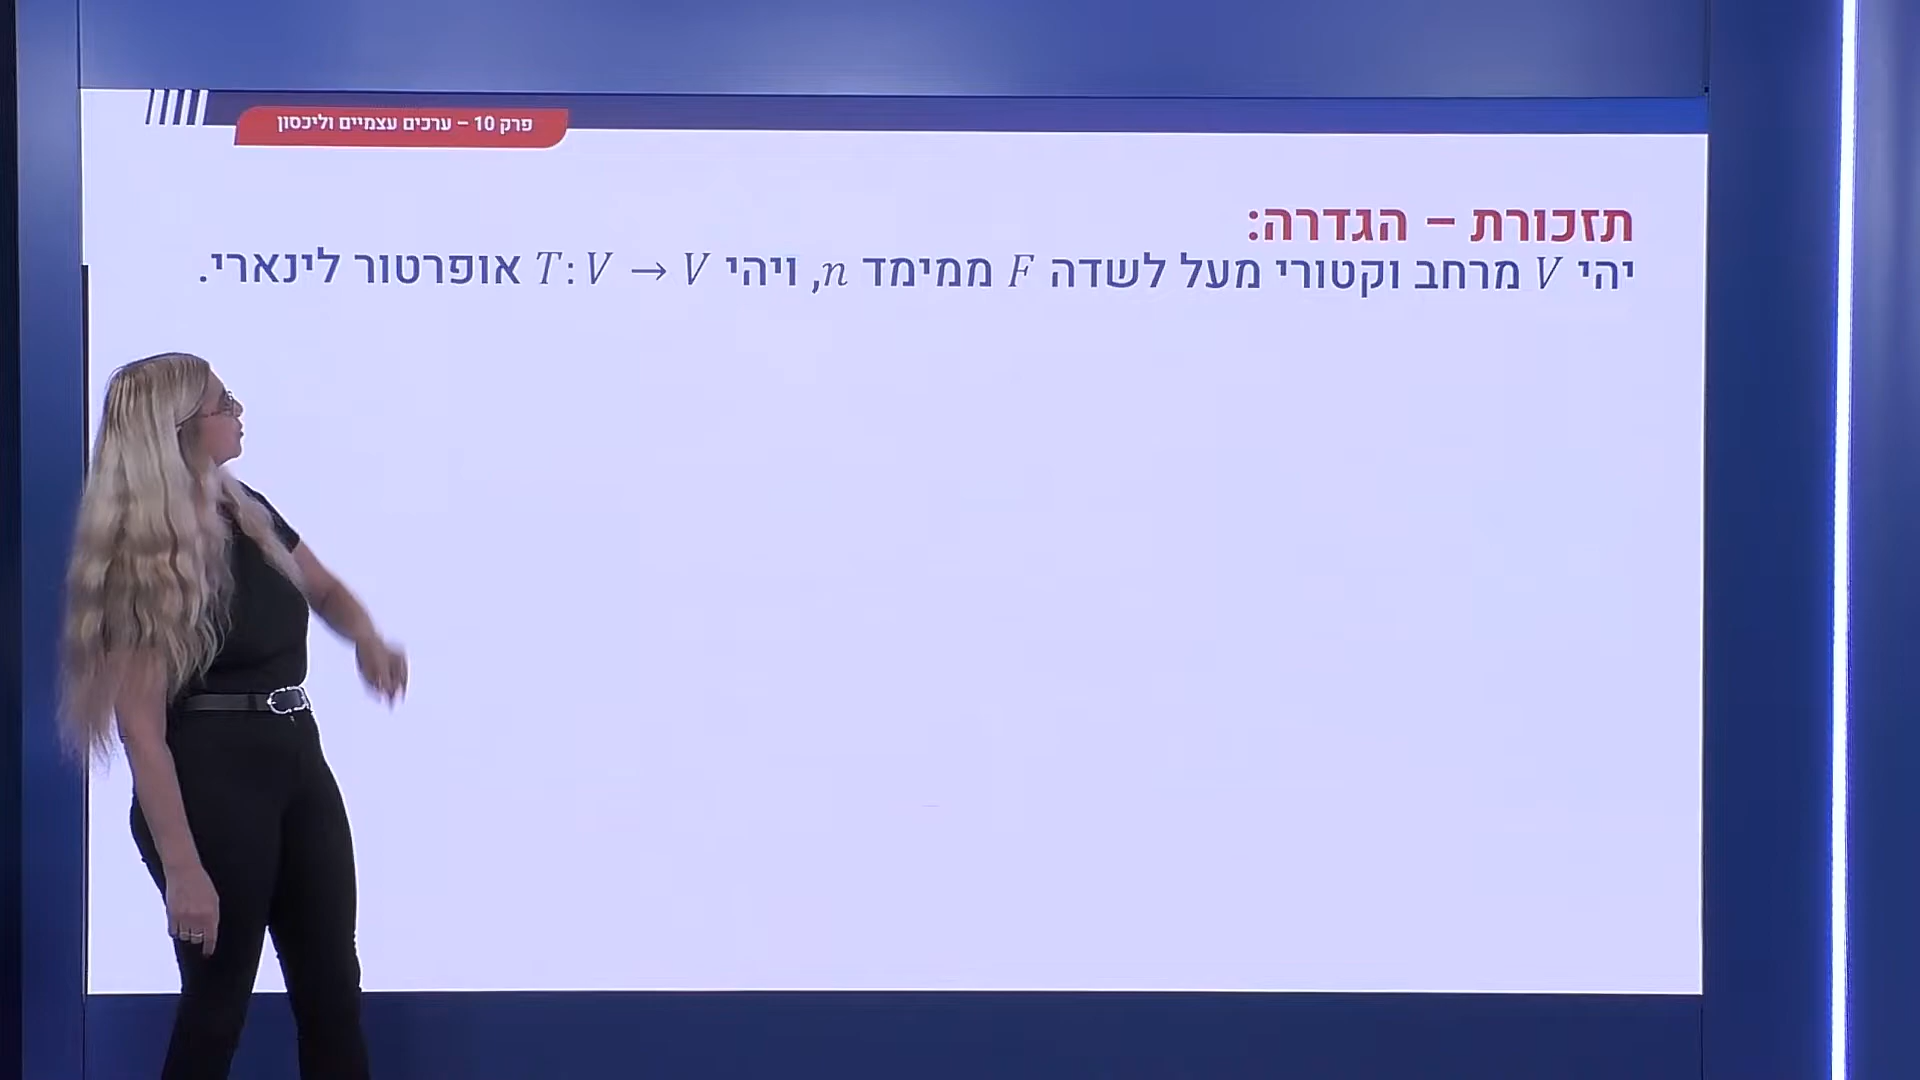 פרק 10 – ערכים עצמיים וליכסון
תזכורת – הגדרה:
יהי V מרחב וקטורי מעל לשדה F ממימד n, ויהי T: V → V אופרטור לינארי.